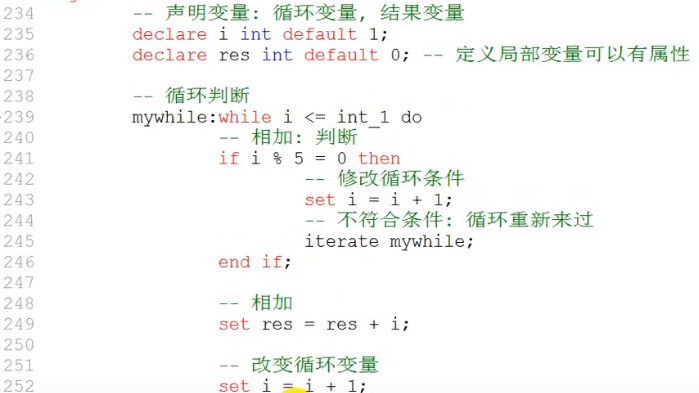 234 -- 声明变量：循环变量，结果变量
235 declare i int default 1;
236 declare res int default 0; -- 定义局部变量可以有属性
237
238 -- 循环判断
239 mywhile:while i <= int_1 do
240 -- 相加：判断
241 if i % 5 = 0 then
242 -- 修改循环条件
243 set i = i + 1;
244 -- 不符合条件：循环重新来过
245 iterate mywhile;
246 end if;
247
248 -- 相加
249 set res = res + i;
250
251 -- 改变循环变量
252 set i = i + 1;